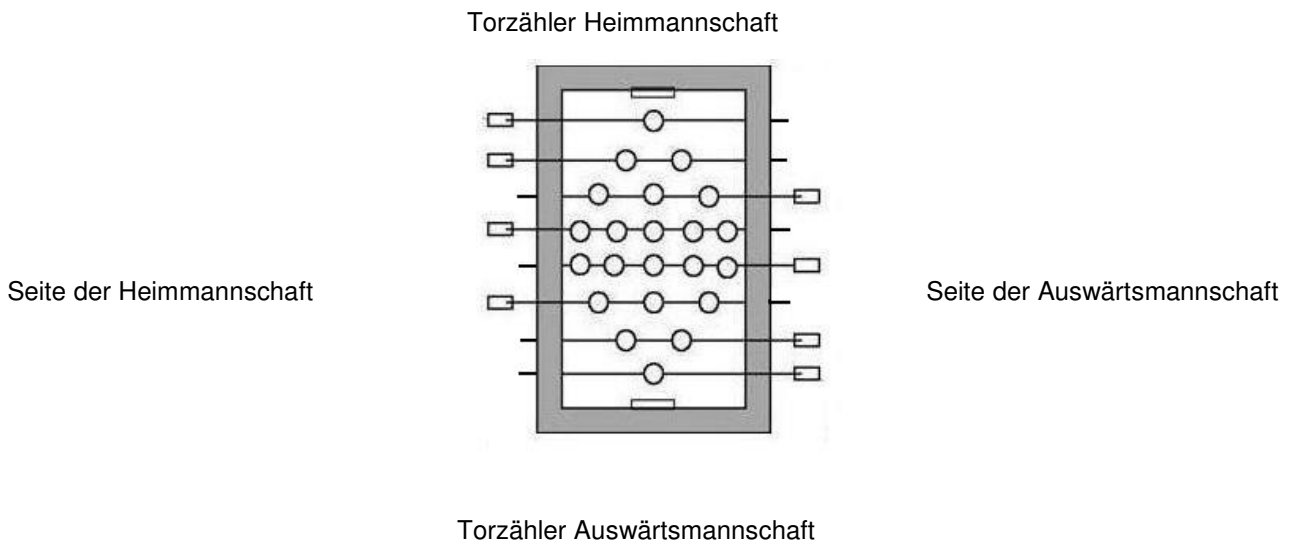 Torzähler Heimmannschaft
Seite der Heimmannschaft
Seite der Auswärtsmannschaft
Torzähler Auswärtsmannschaft